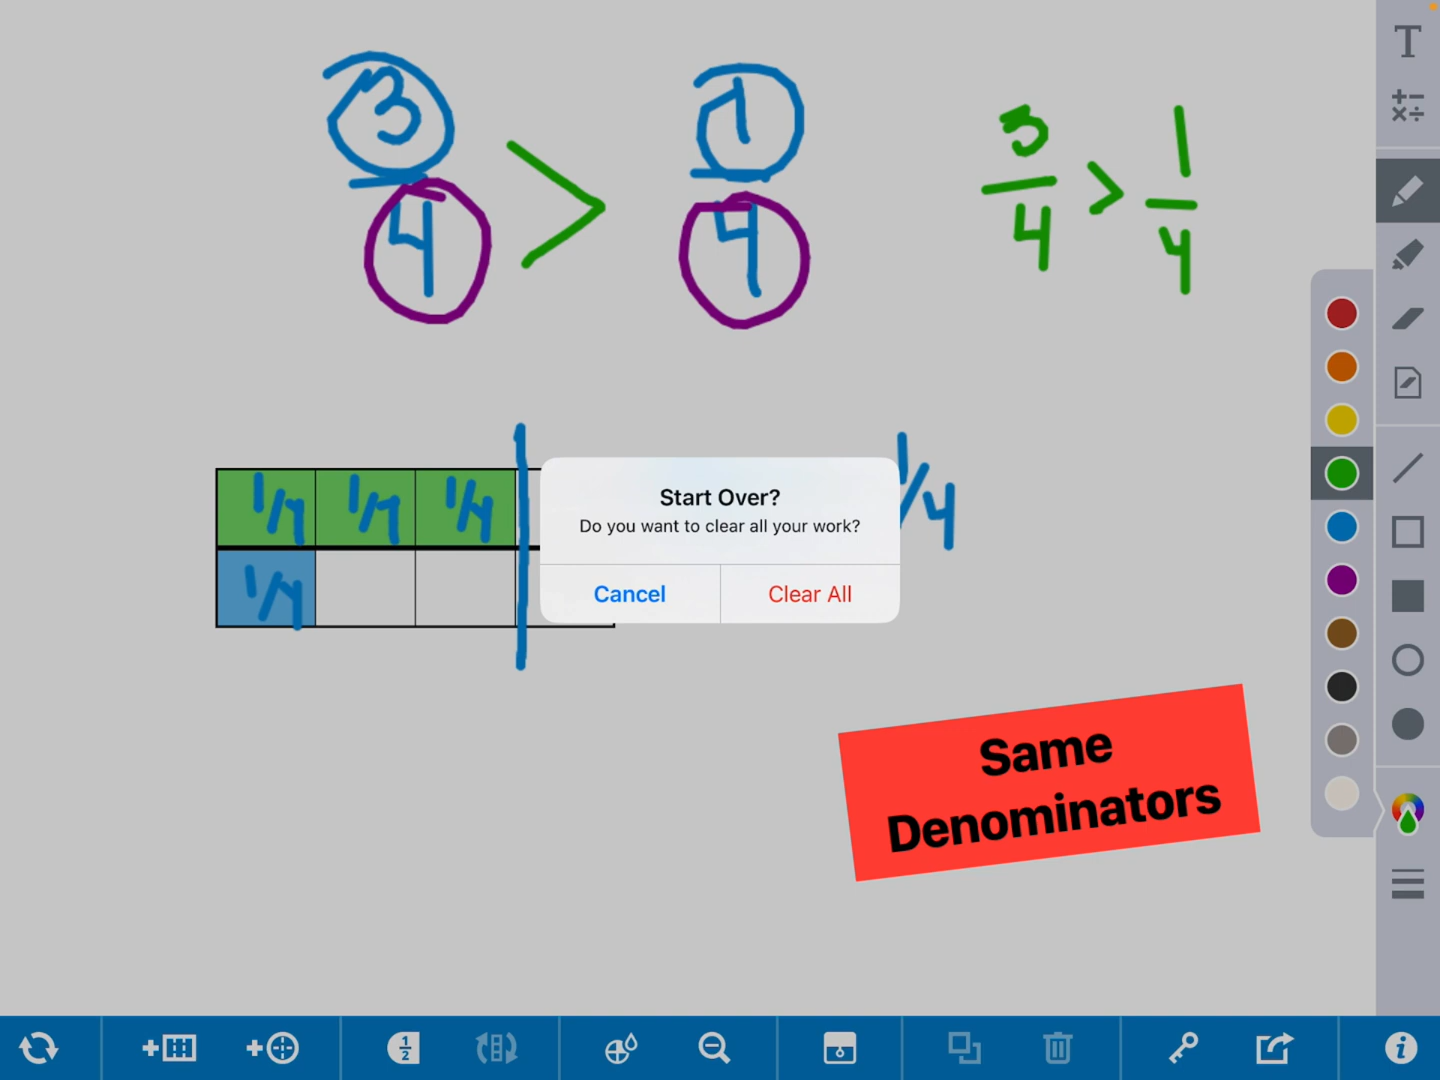 3/4 > 1/4
3/4 > 1/4
1/4 1/4 1/4
1/4
1/4
Start Over?
Do you want to clear all your work?
Cancel Clear All
Same
Denominators
T
+−
×÷
1/2
i